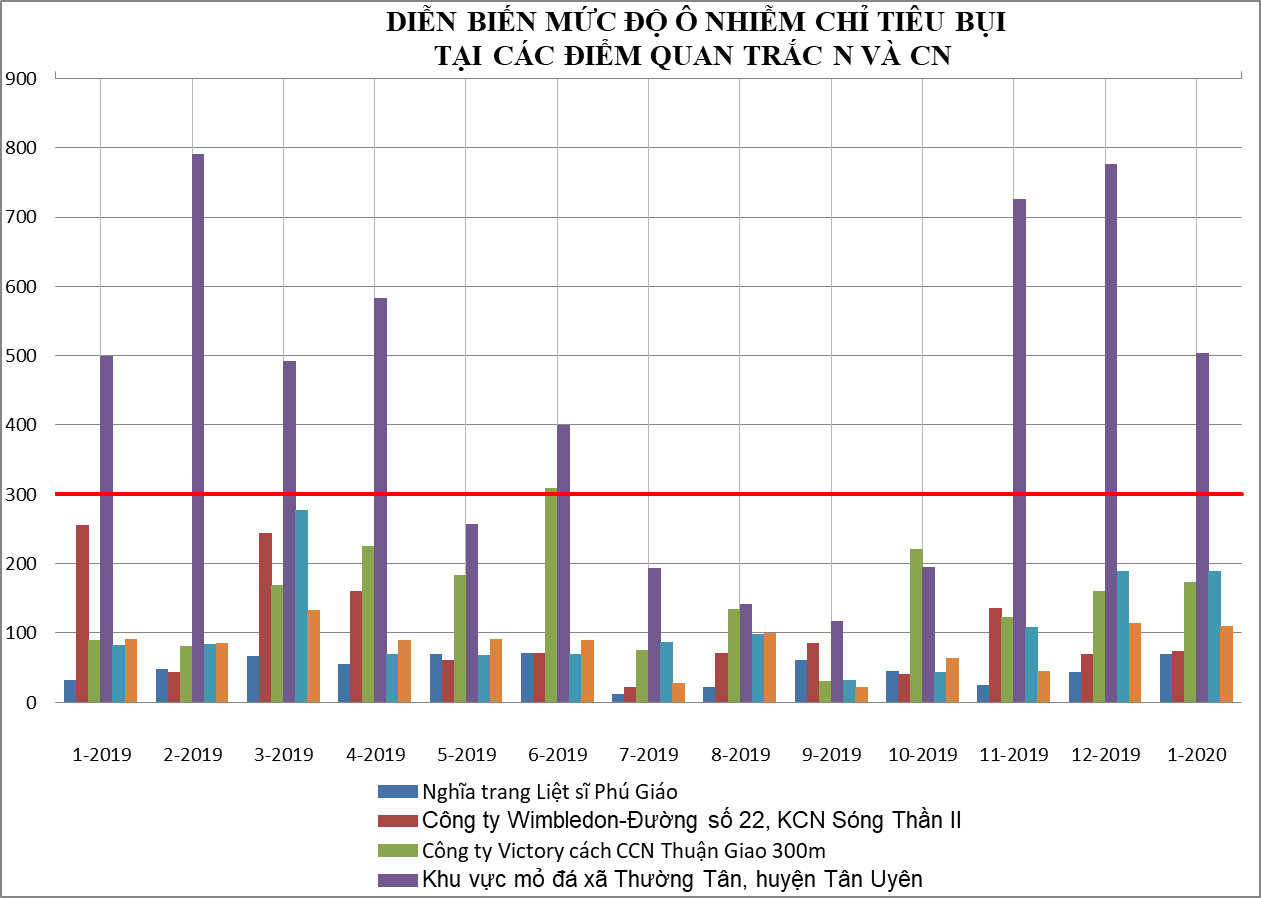 DIỄN BIẾN MỨC ĐỘ Ô NHIỄM CHỈ TIÊU BỤI
TẠI CÁC ĐIỂM QUAN TRẮC N VÀ CN
900
800
700
600
500
400
300
200
100
0
1-2019 2-2019 3-2019 4-2019 5-2019 6-2019 7-2019 8-2019 9-2019 10-2019 11-2019 12-2019 1-2020
Nghĩa trang Liệt sĩ Phú Giáo
Công ty Wimbledon-Đường số 22, KCN Sóng Thần II
Công ty Victory cách CCN Thuận Giao 300m
Khu vực mỏ đá xã Thường Tân, huyện Tân Uyên